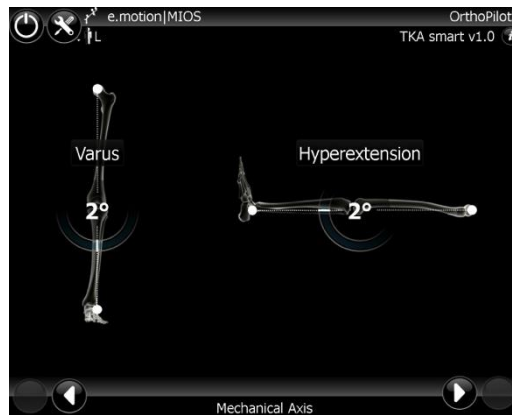 e.motion|MIOS
OrthoPilot
L
TKA smart v1.0
Varus
Hyperextension
2°
2°
Mechanical Axis